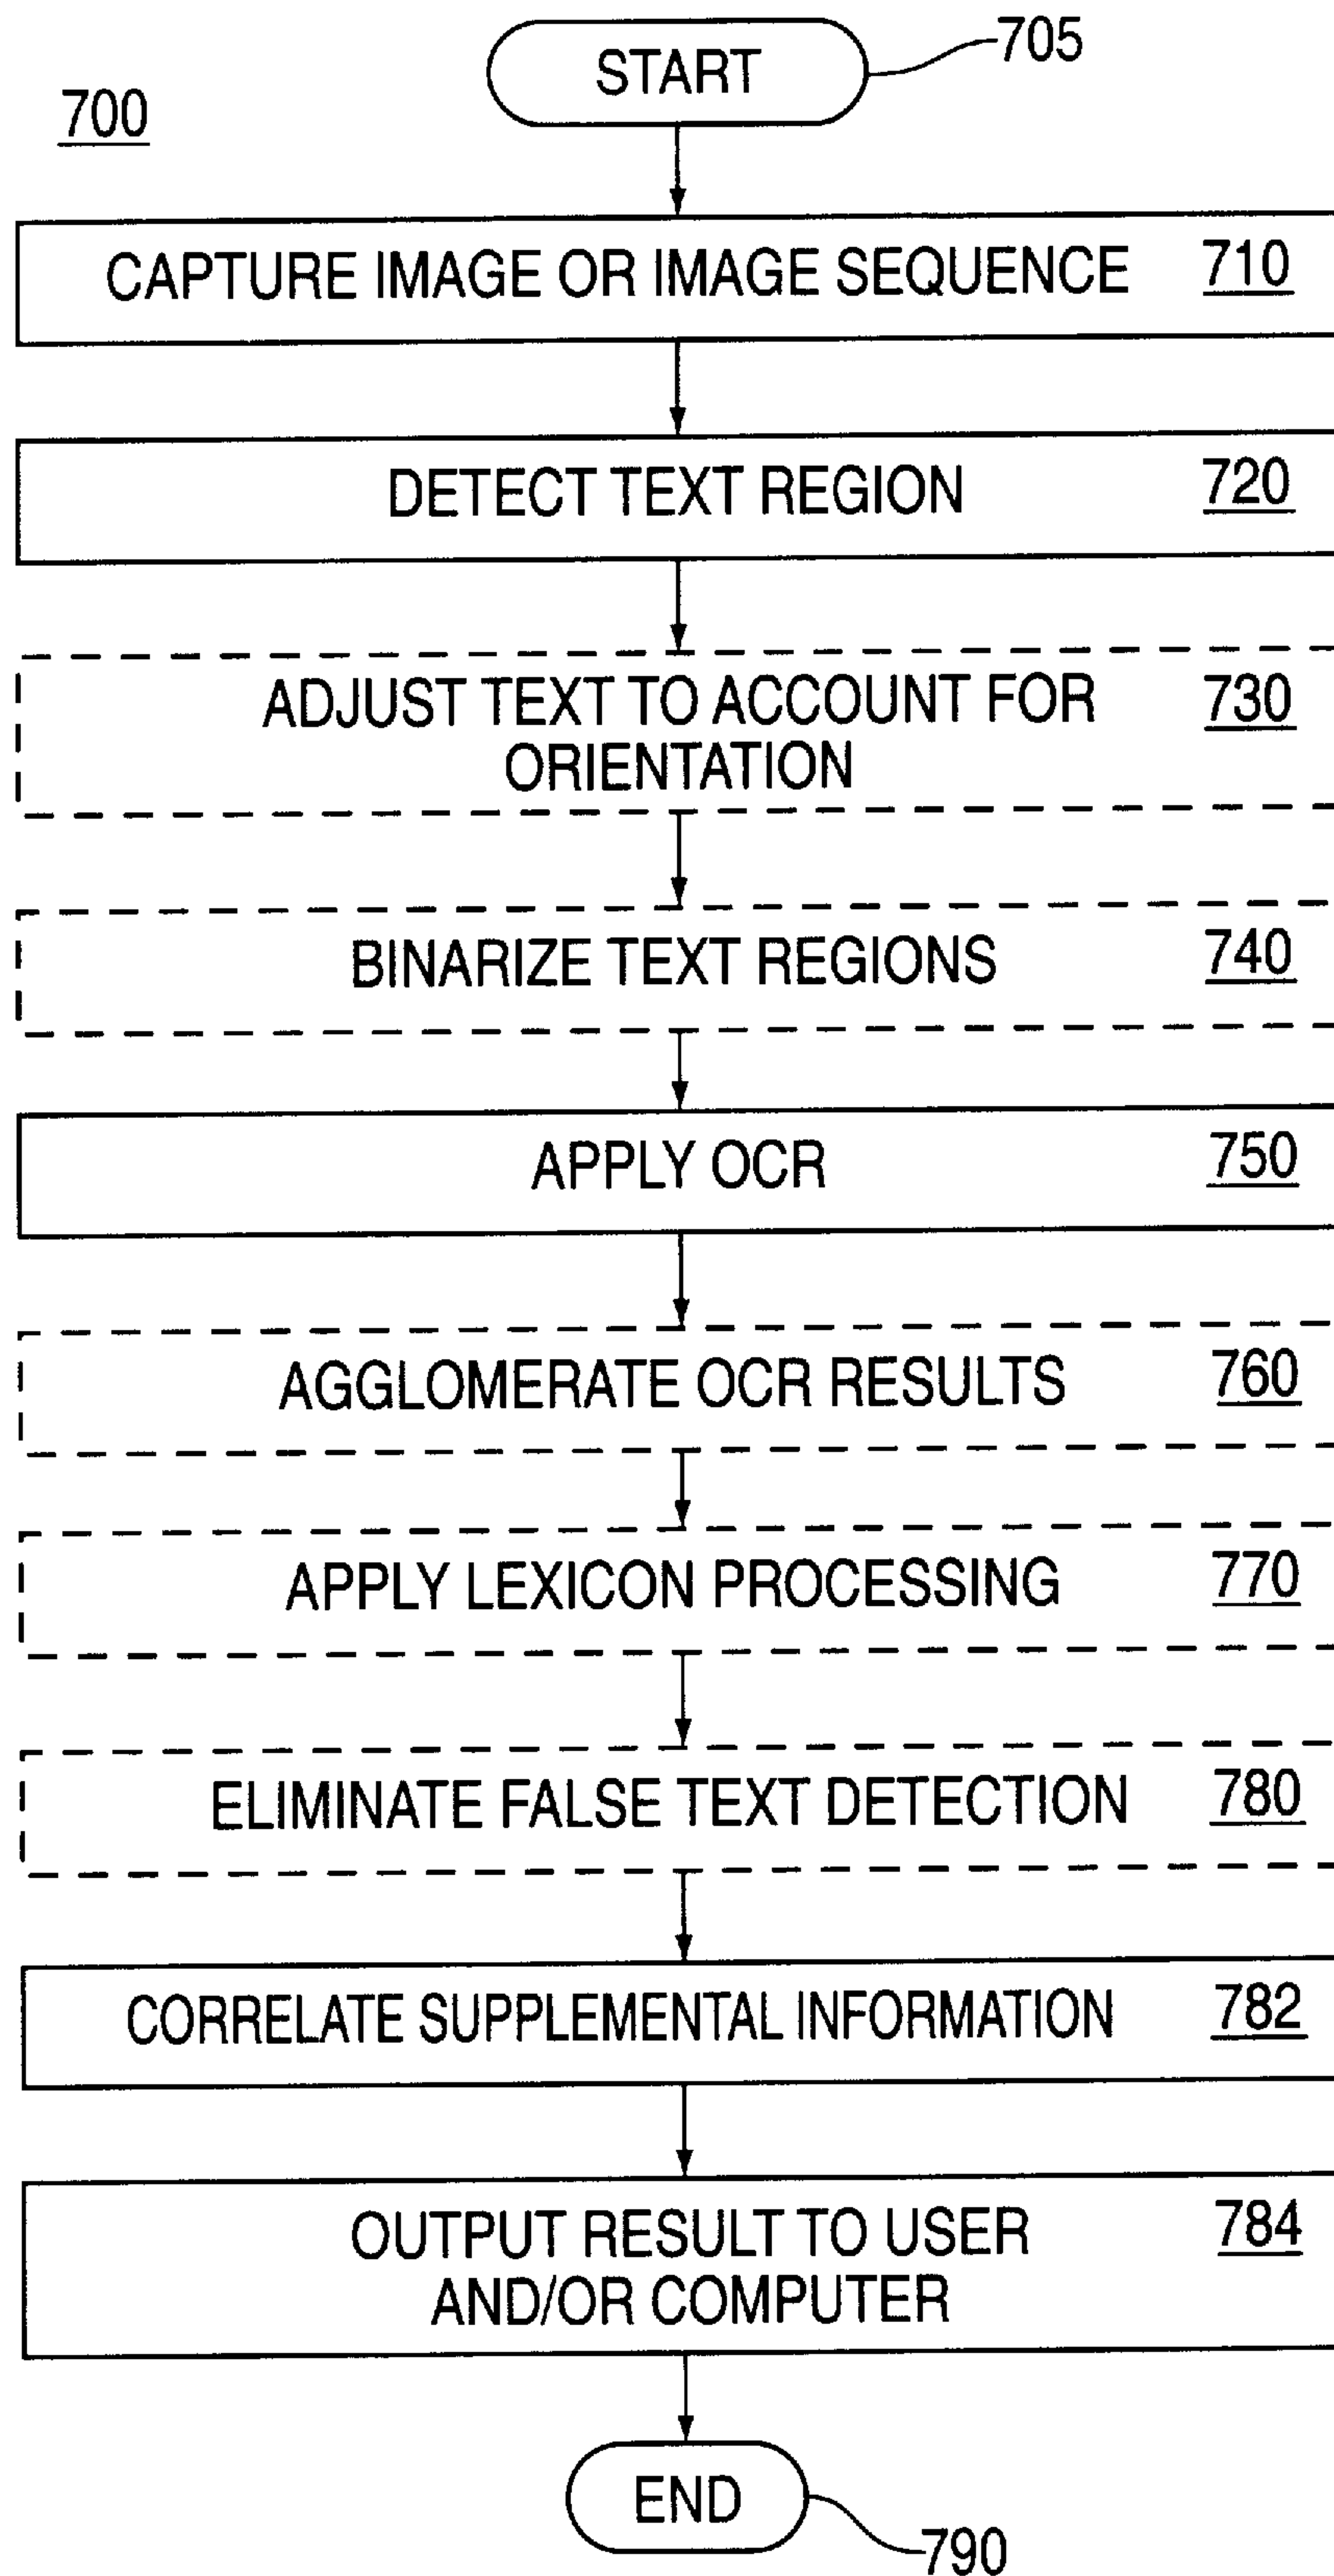 START
705
700
CAPTURE IMAGE OR IMAGE SEQUENCE 710
DETECT TEXT REGION 720
ADJUST TEXT TO ACCOUNT FOR 730
ORIENTATION
BINARIZE TEXT REGIONS 740
APPLY OCR 750
AGGLOMERATE OCR RESULTS 760
APPLY LEXICON PROCESSING 770
ELIMINATE FALSE TEXT DETECTION 780
CORRELATE SUPPLEMENTAL INFORMATION 782
OUTPUT RESULT TO USER 784
AND/OR COMPUTER
END
790